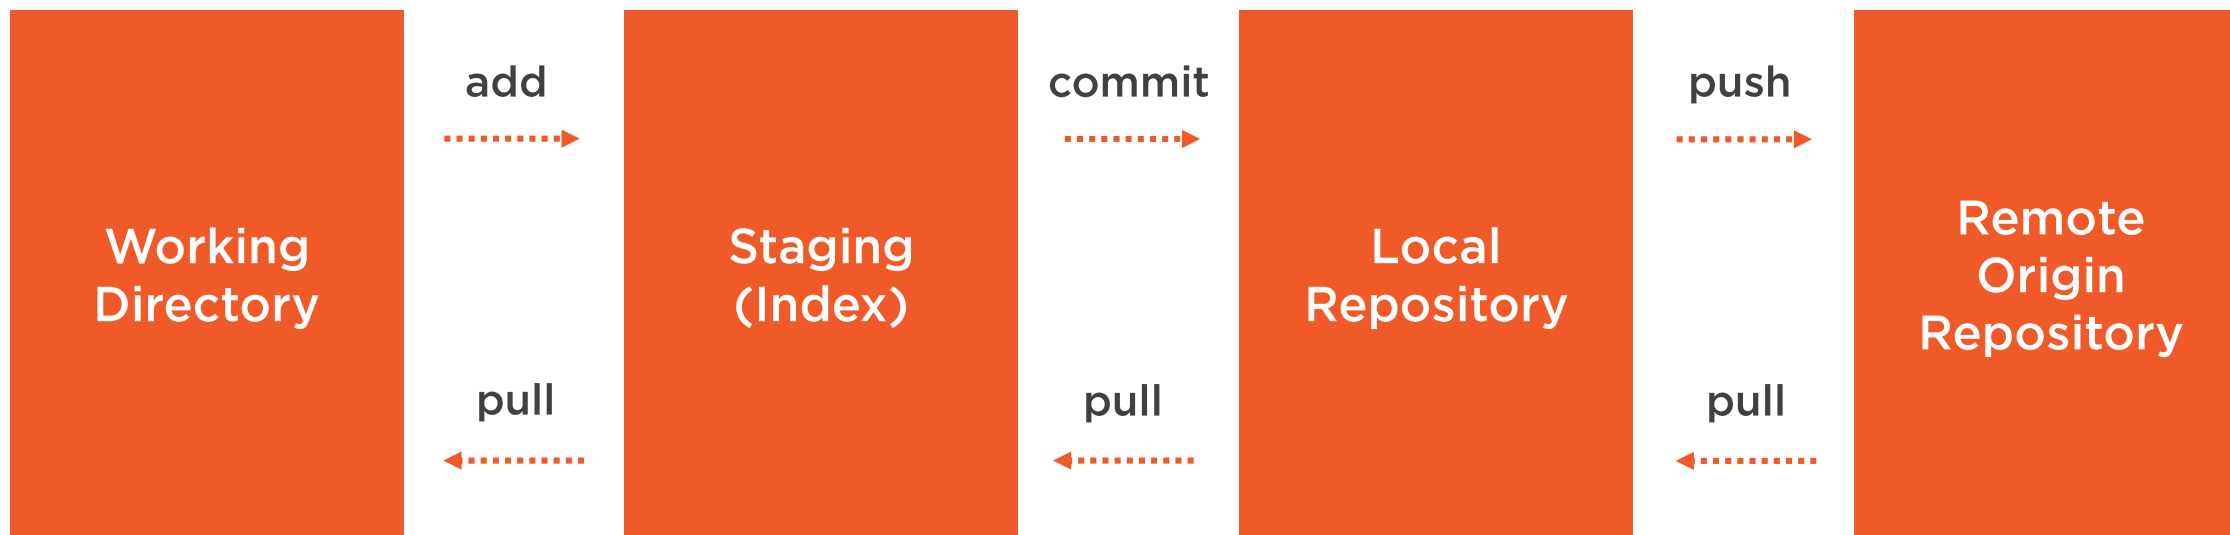 add
commit
push
Working
Directory
Staging
(Index)
Local
Repository
Remote
Origin
Repository
pull
pull
pull